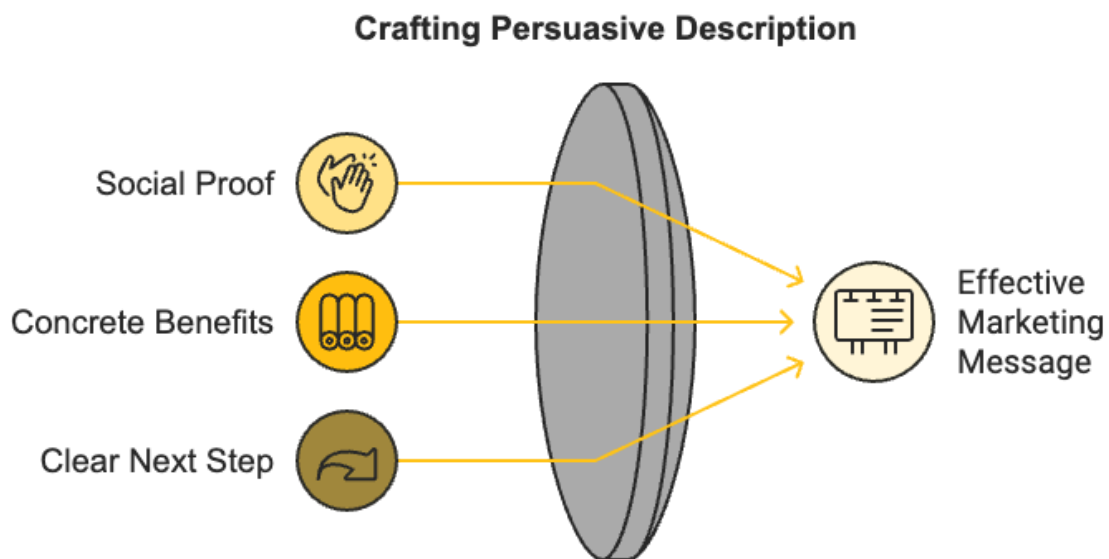 Crafting Persuasive Description
Social Proof
Concrete Benefits
Clear Next Step
Effective
Marketing
Message